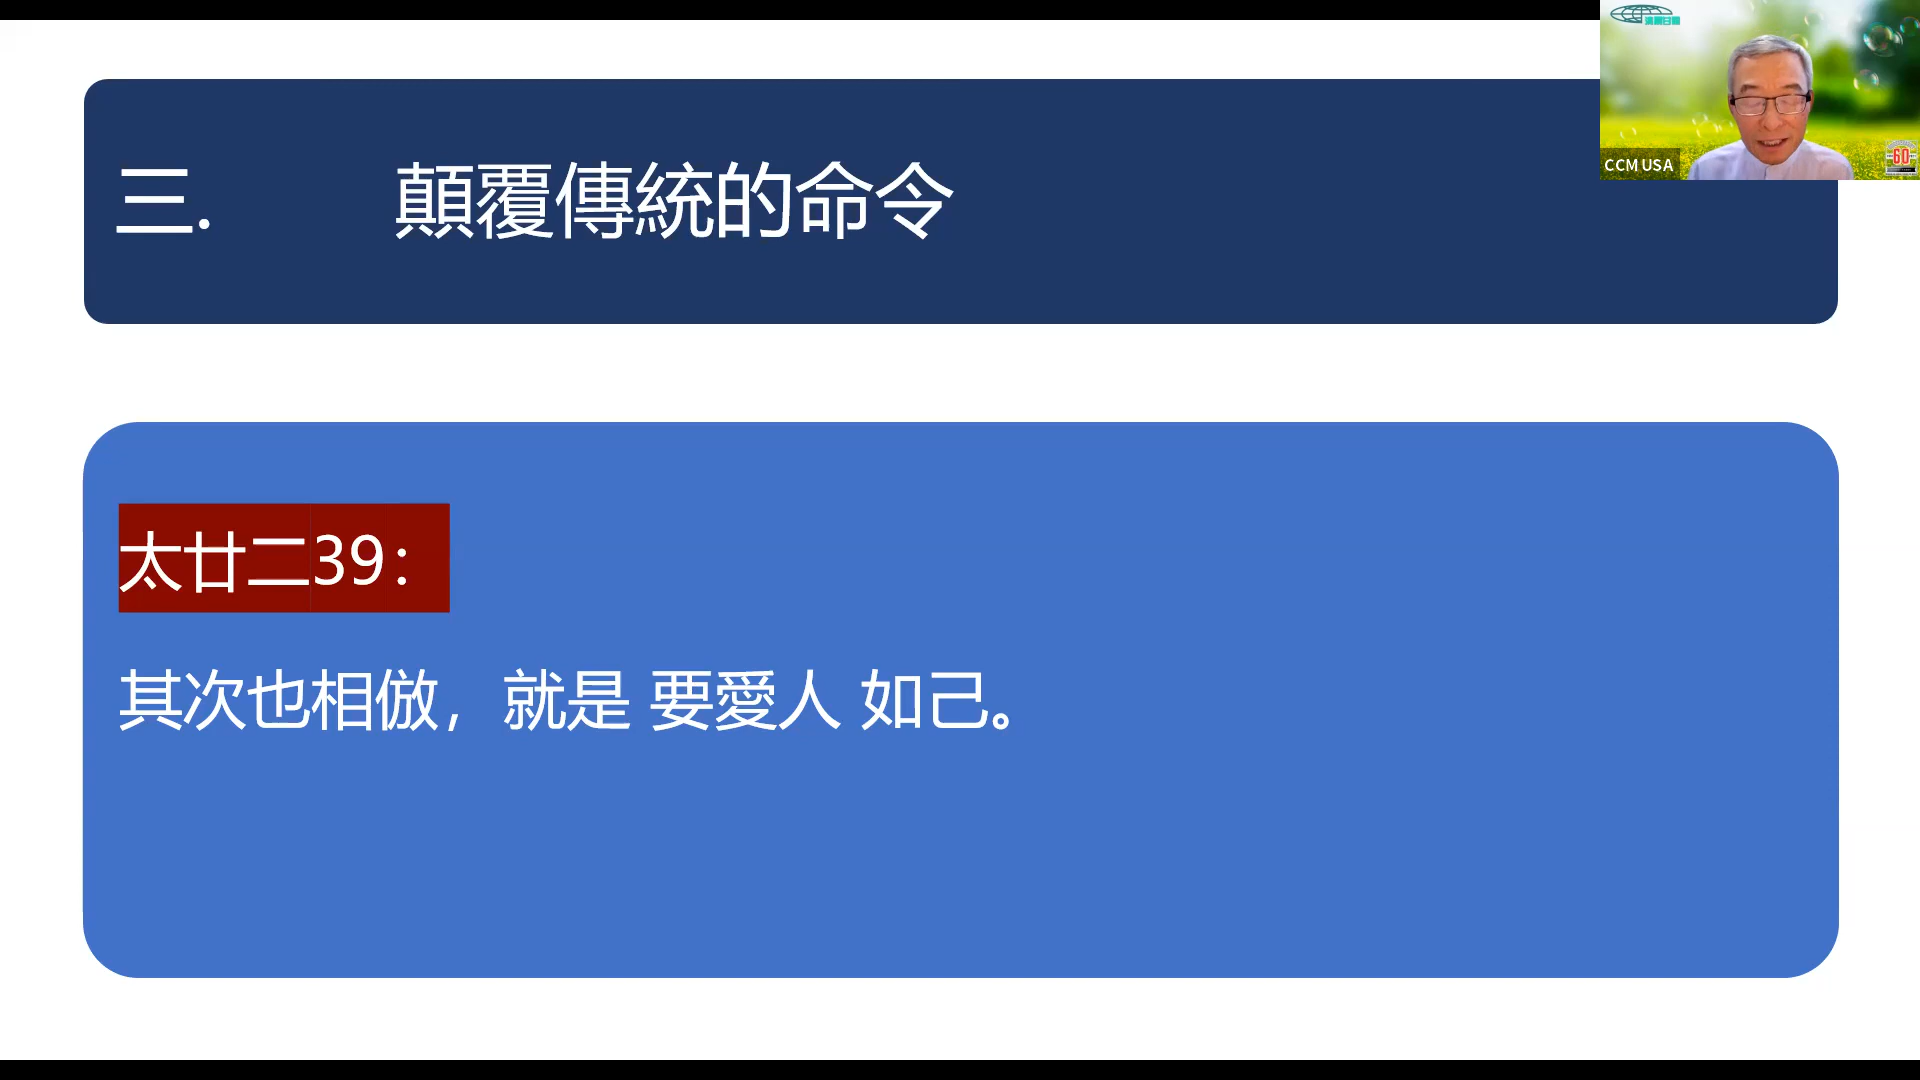 三. 顛覆傳統的命令
太廿二39：
其次也相倣，就是 要愛人 如己。
CCM USA
60